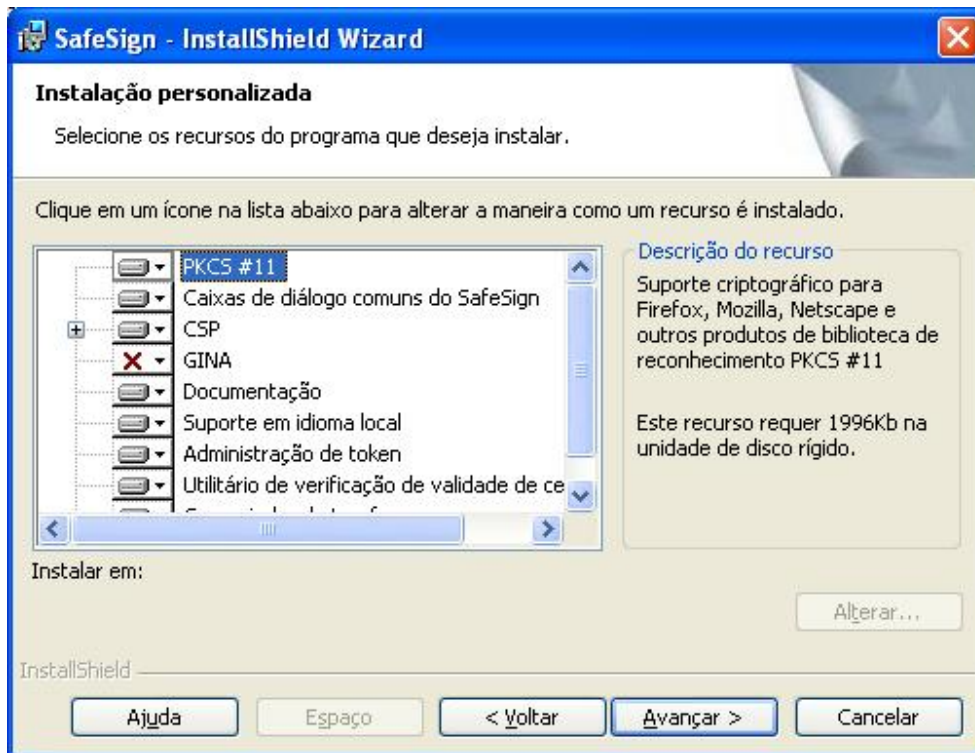 SafeSign - InstallShield Wizard
Instalação personalizada
Selecione os recursos do programa que deseja instalar.
Clique em um ícone na lista abaixo para alterar a maneira como um recurso é instalado.
PKCS #11
Caixas de diálogo comuns do SafeSign
CSP
GINA
Documentação
Suporte em idioma local
Administração de token
Utilitário de verificação de validade de ce
Descrição do recurso
Suporte criptográfico para
Firefox, Mozilla, Netscape e
outros produtos de biblioteca de
reconhecimento PKCS #11
Este recurso requer 1996Kb na
unidade de disco rígido.
Instalar em:
Alterar...
InstallShield
Ajuda
Espaço
< Voltar
Avançar >
Cancelar